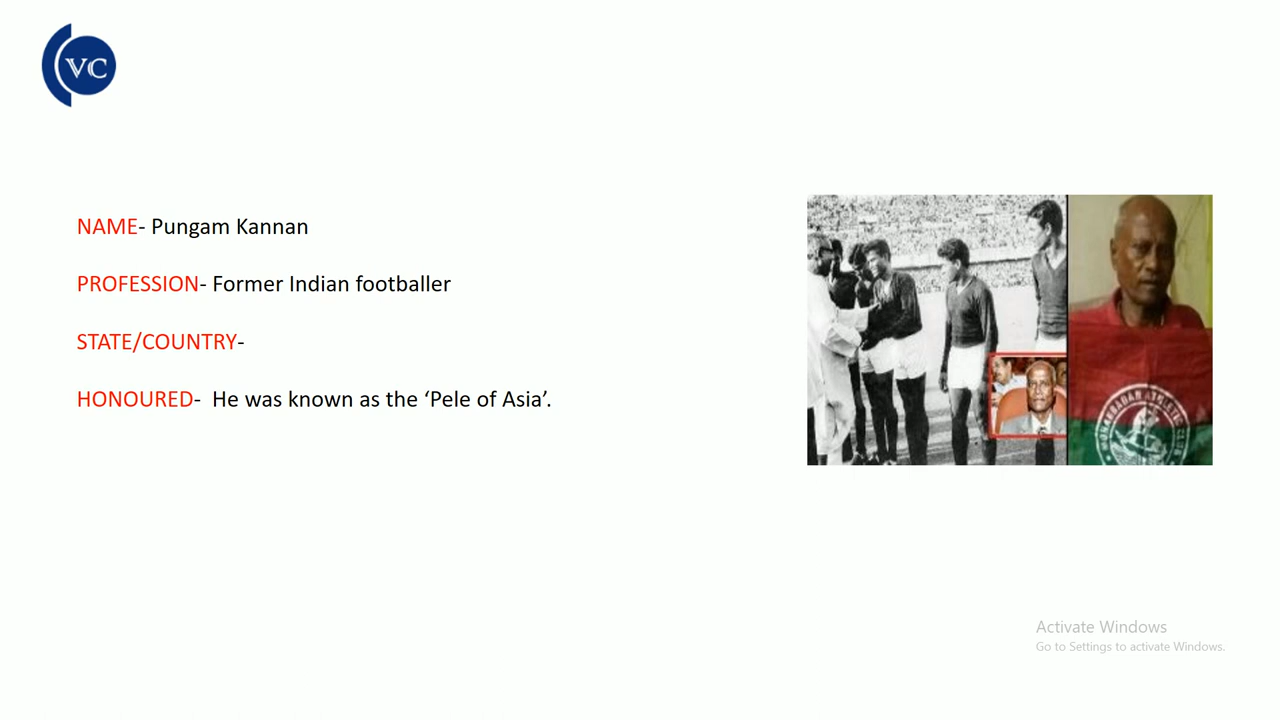 VC
NAME- Pungam Kannan
PROFESSION- Former Indian footballer
STATE/COUNTRY-
HONOURED-  He was known as the ‘Pele of Asia’.
Activate Windows
Go to Settings to activate Windows.